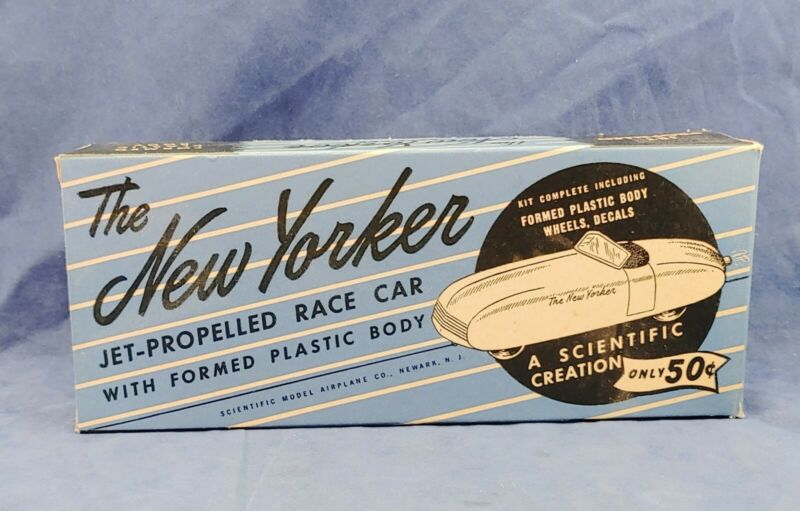 The
New Yorker
JET-PROPELLED RACE CAR
WITH FORMED PLASTIC BODY
SCIENTIFIC MODEL AIRPLANE CO., NEWARK, N. J.
KIT COMPLETE INCLUDING
FORMED PLASTIC BODY
WHEELS, DECALS
The New Yorker
A SCIENTIFIC
CREATION
ONLY 50¢